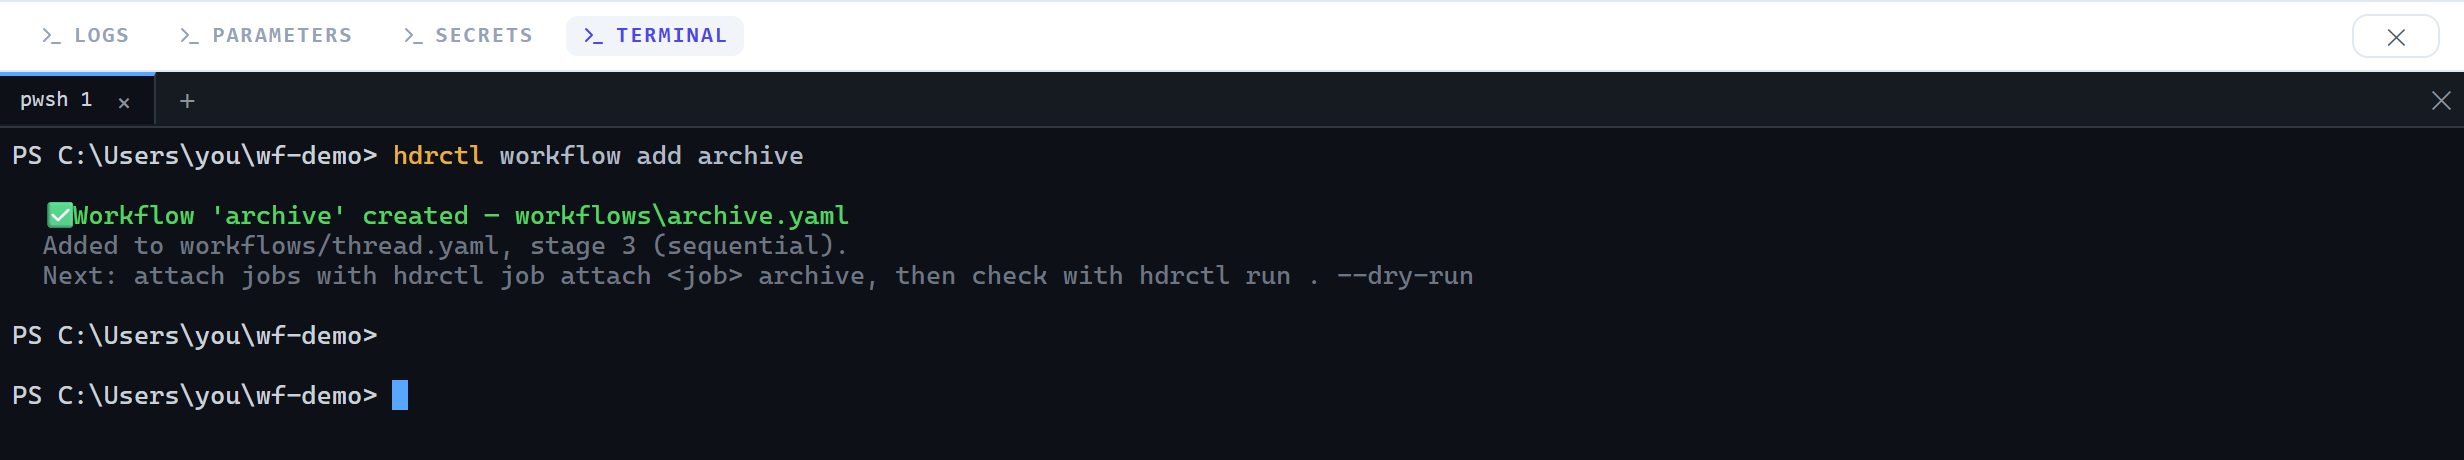 LOGS PARAMETERS SECRETS TERMINAL
pwsh 1 × +
PS C:\Users\you\wf-demo> hdrctl workflow add archive
✅Workflow 'archive' created — workflows\archive.yaml
Added to workflows/thread.yaml, stage 3 (sequential).
Next: attach jobs with hdrctl job attach <job> archive, then check with hdrctl run . --dry-run
PS C:\Users\you\wf-demo>
PS C:\Users\you\wf-demo>